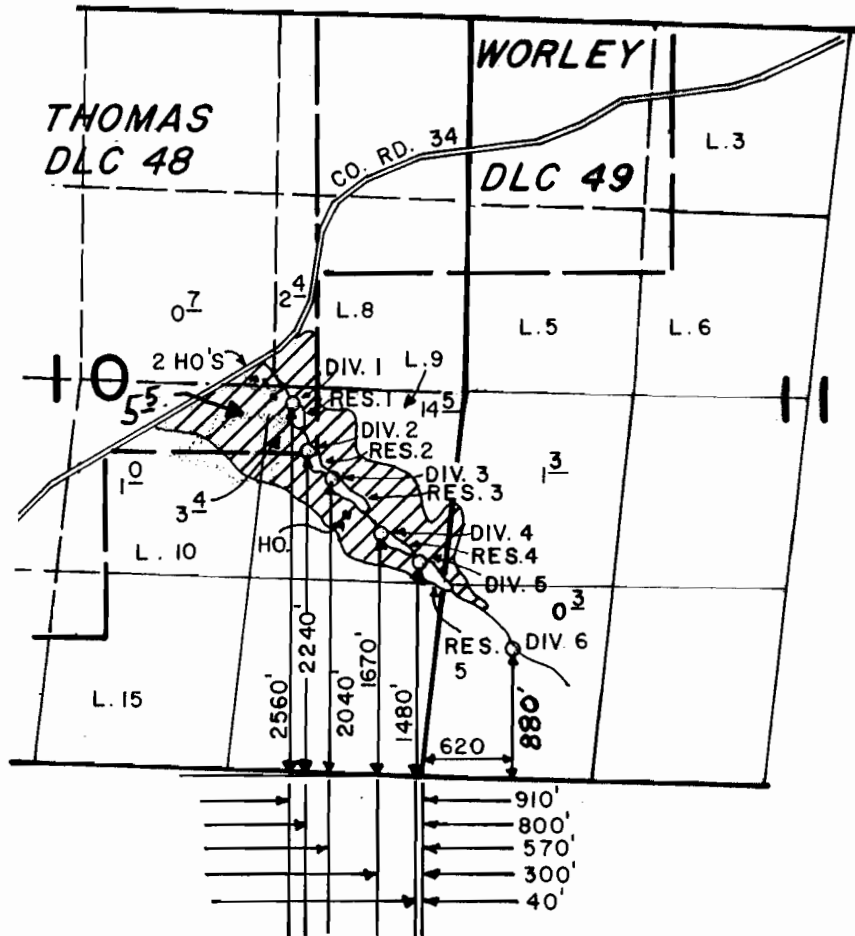 WORLEY
THOMAS
DLC 48
CO. RD. 34
L.3
DLC 49
0 7
2 4
L.8
L.5
L.6
2 HO'S
DIV. 1
L.9
10
RES. 1
14 5
11
5 5
DIV. 2
RES.2
DIV. 3
1 0
1 3
RES. 3
3 4
DIV. 4
HO.
L. 10
RES.4
DIV. 5
0 3
RES.
5
DIV. 6
L.15
2560'
2240'
2040'
1670'
1480'
620
880'
910'
800'
570'
300'
40'